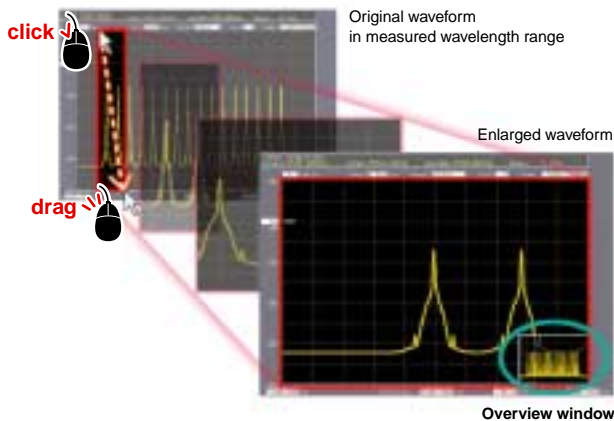 Original waveform
in measured wavelength range
click
Enlarged waveform
drag
Overview window